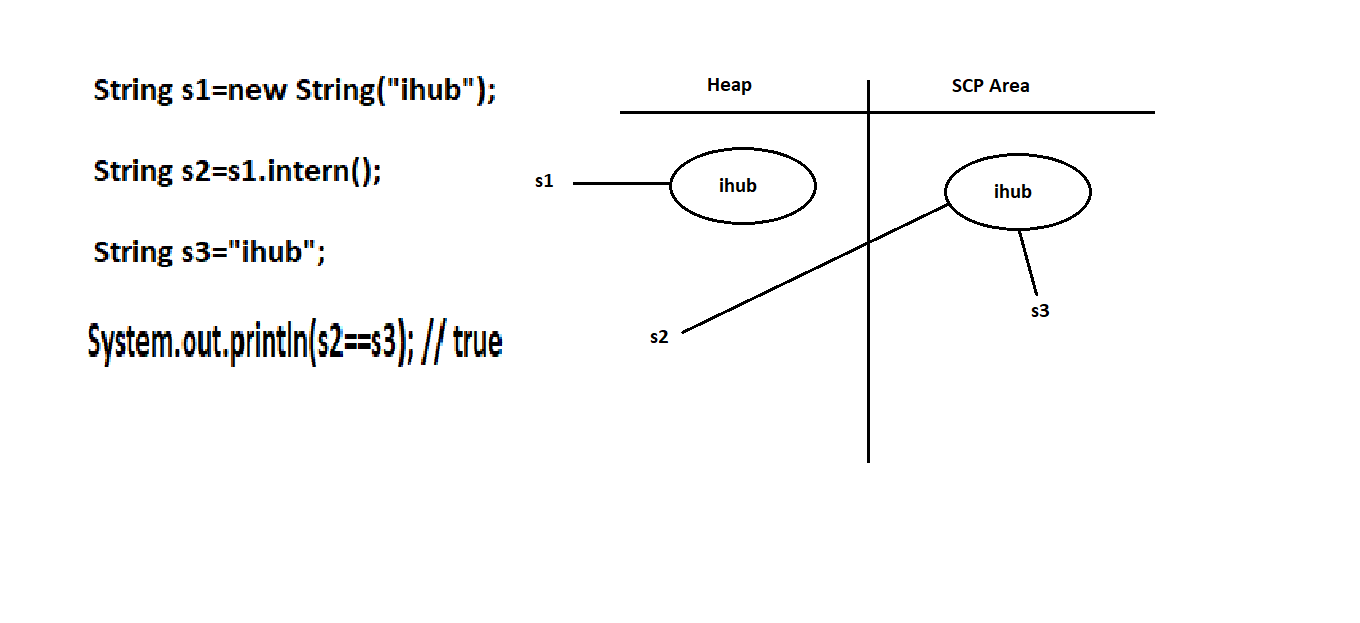 String s1=new String("ihub");
String s2=s1.intern();
String s3="ihub";
System.out.println(s2==s3); // true
Heap
SCP Area
s1
ihub
ihub
s2
s3